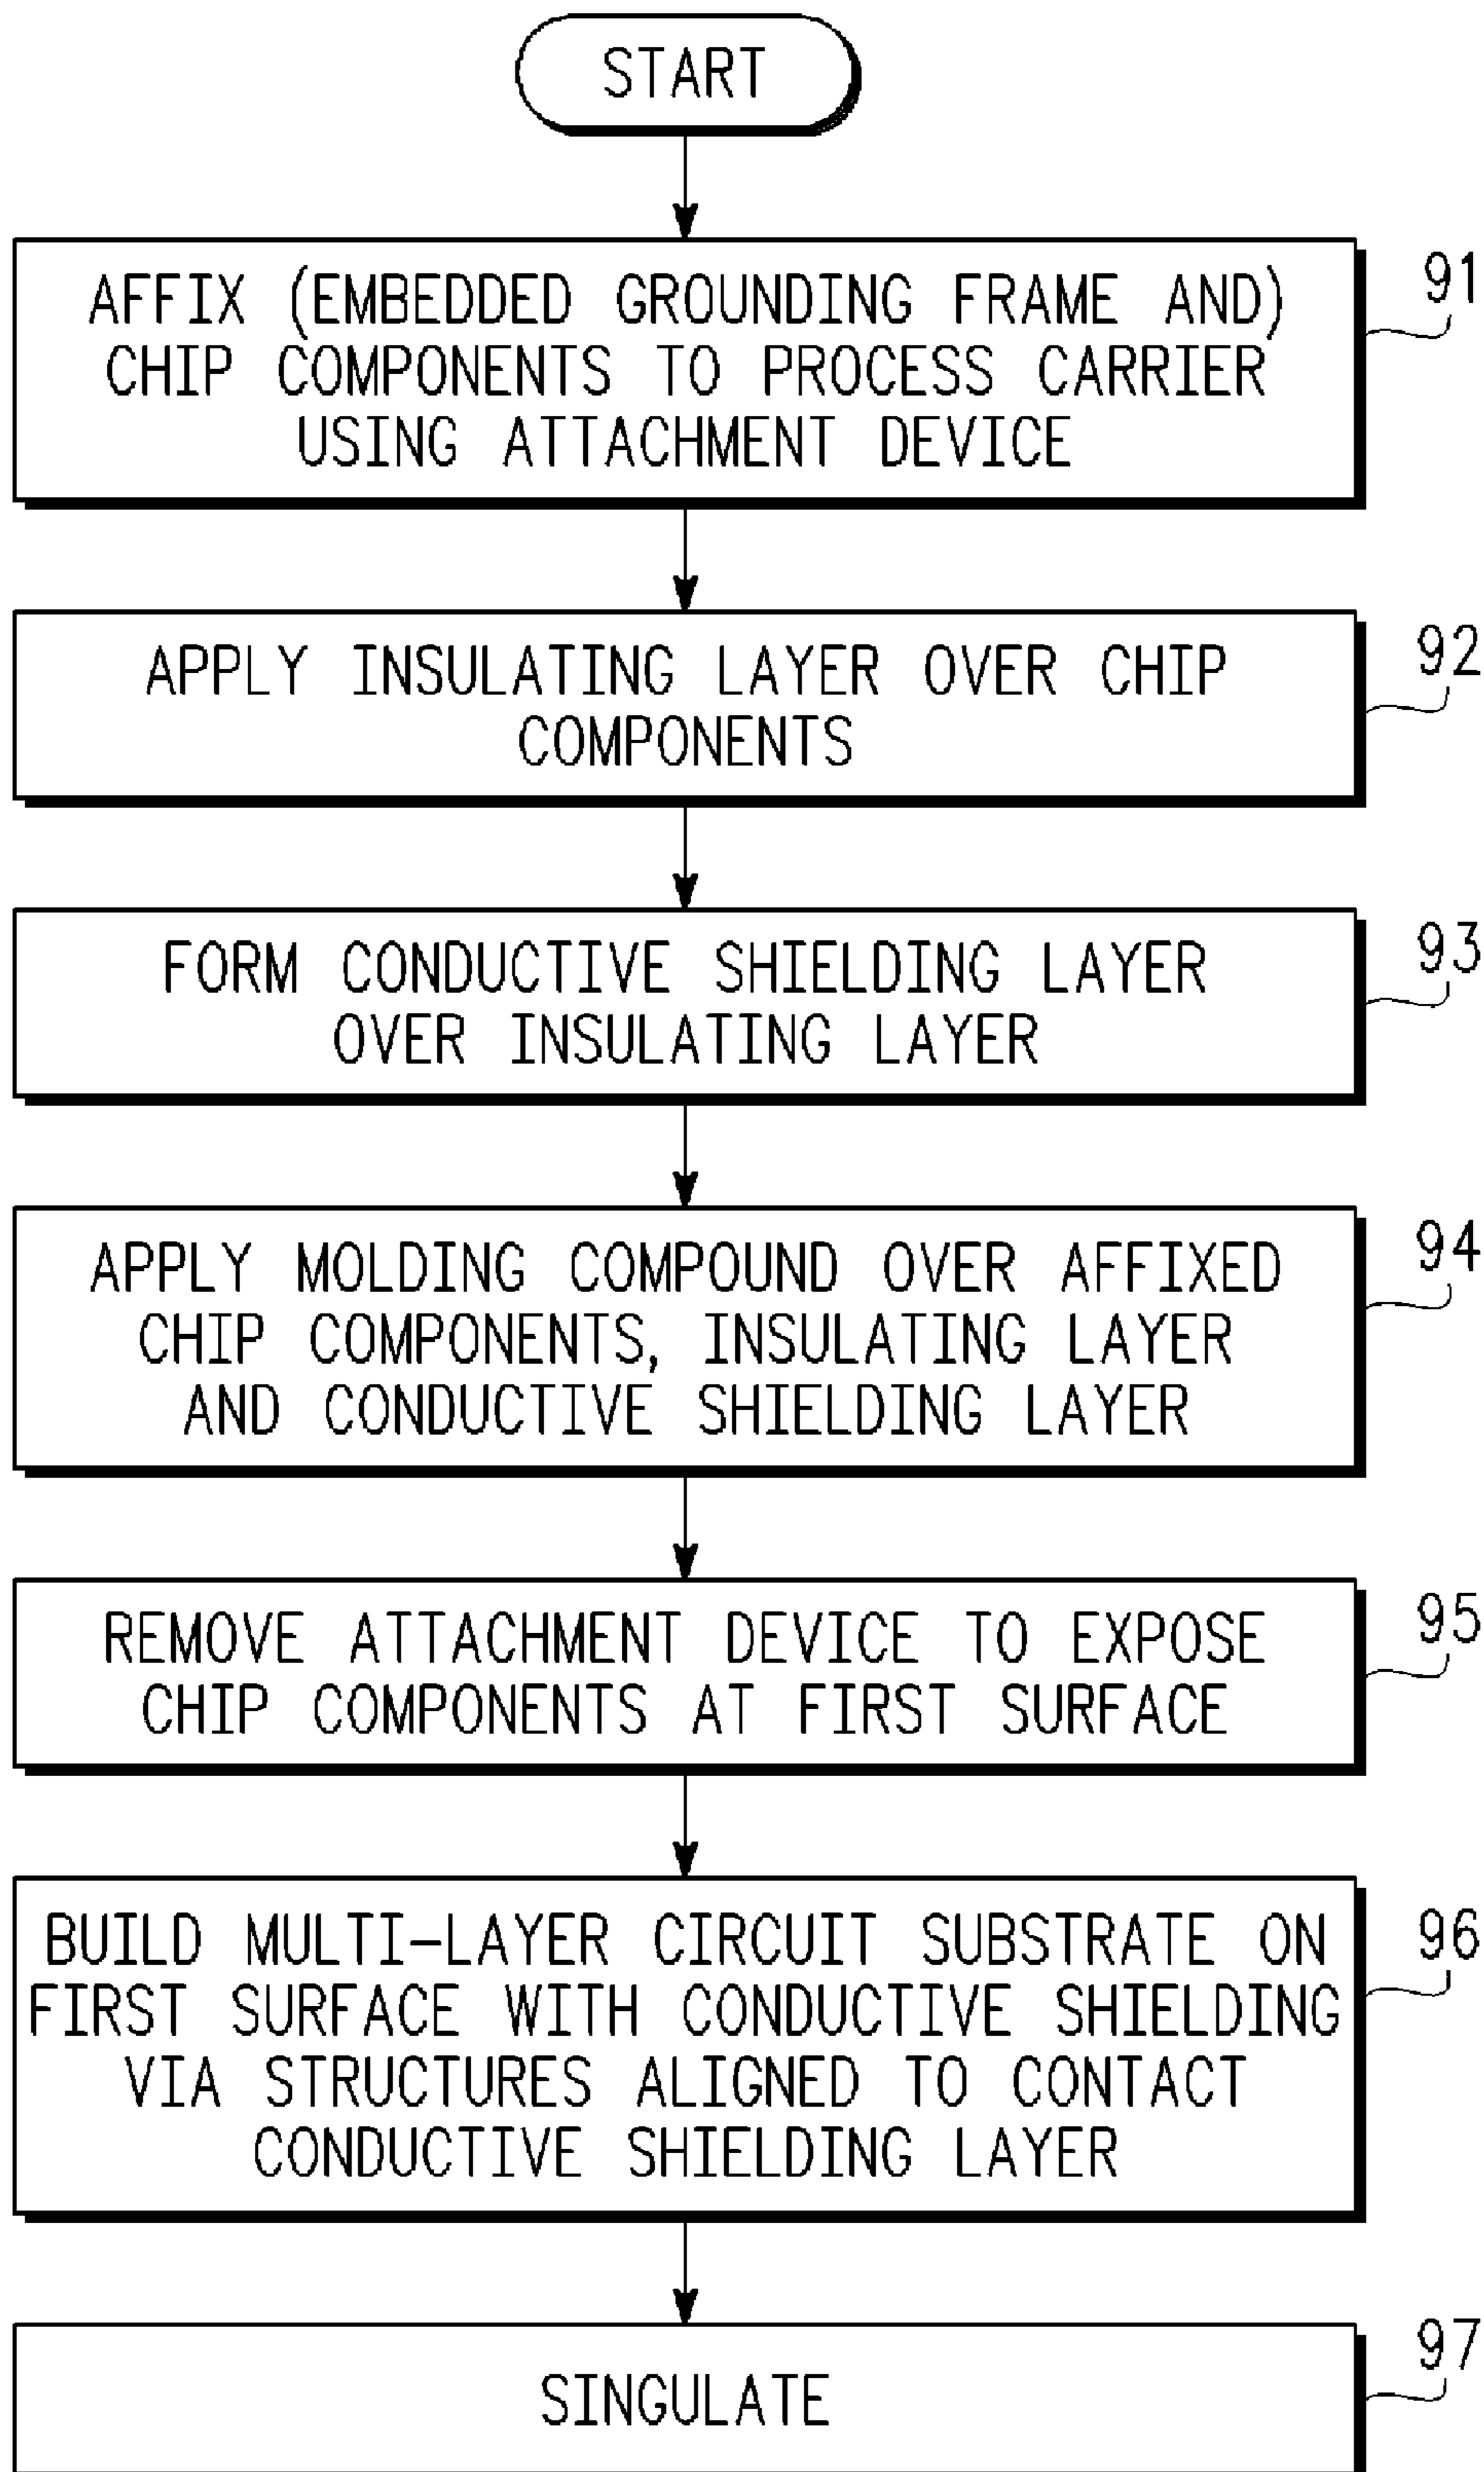 START
AFFIX (EMBEDDED GROUNDING FRAME AND)
CHIP COMPONENTS TO PROCESS CARRIER
USING ATTACHMENT DEVICE
91
APPLY INSULATING LAYER OVER CHIP
COMPONENTS
92
FORM CONDUCTIVE SHIELDING LAYER
OVER INSULATING LAYER
93
APPLY MOLDING COMPOUND OVER AFFIXED
CHIP COMPONENTS, INSULATING LAYER
AND CONDUCTIVE SHIELDING LAYER
94
REMOVE ATTACHMENT DEVICE TO EXPOSE
CHIP COMPONENTS AT FIRST SURFACE
95
BUILD MULTI-LAYER CIRCUIT SUBSTRATE ON
FIRST SURFACE WITH CONDUCTIVE SHIELDING
VIA STRUCTURES ALIGNED TO CONTACT
CONDUCTIVE SHIELDING LAYER
96
SINGULATE
97